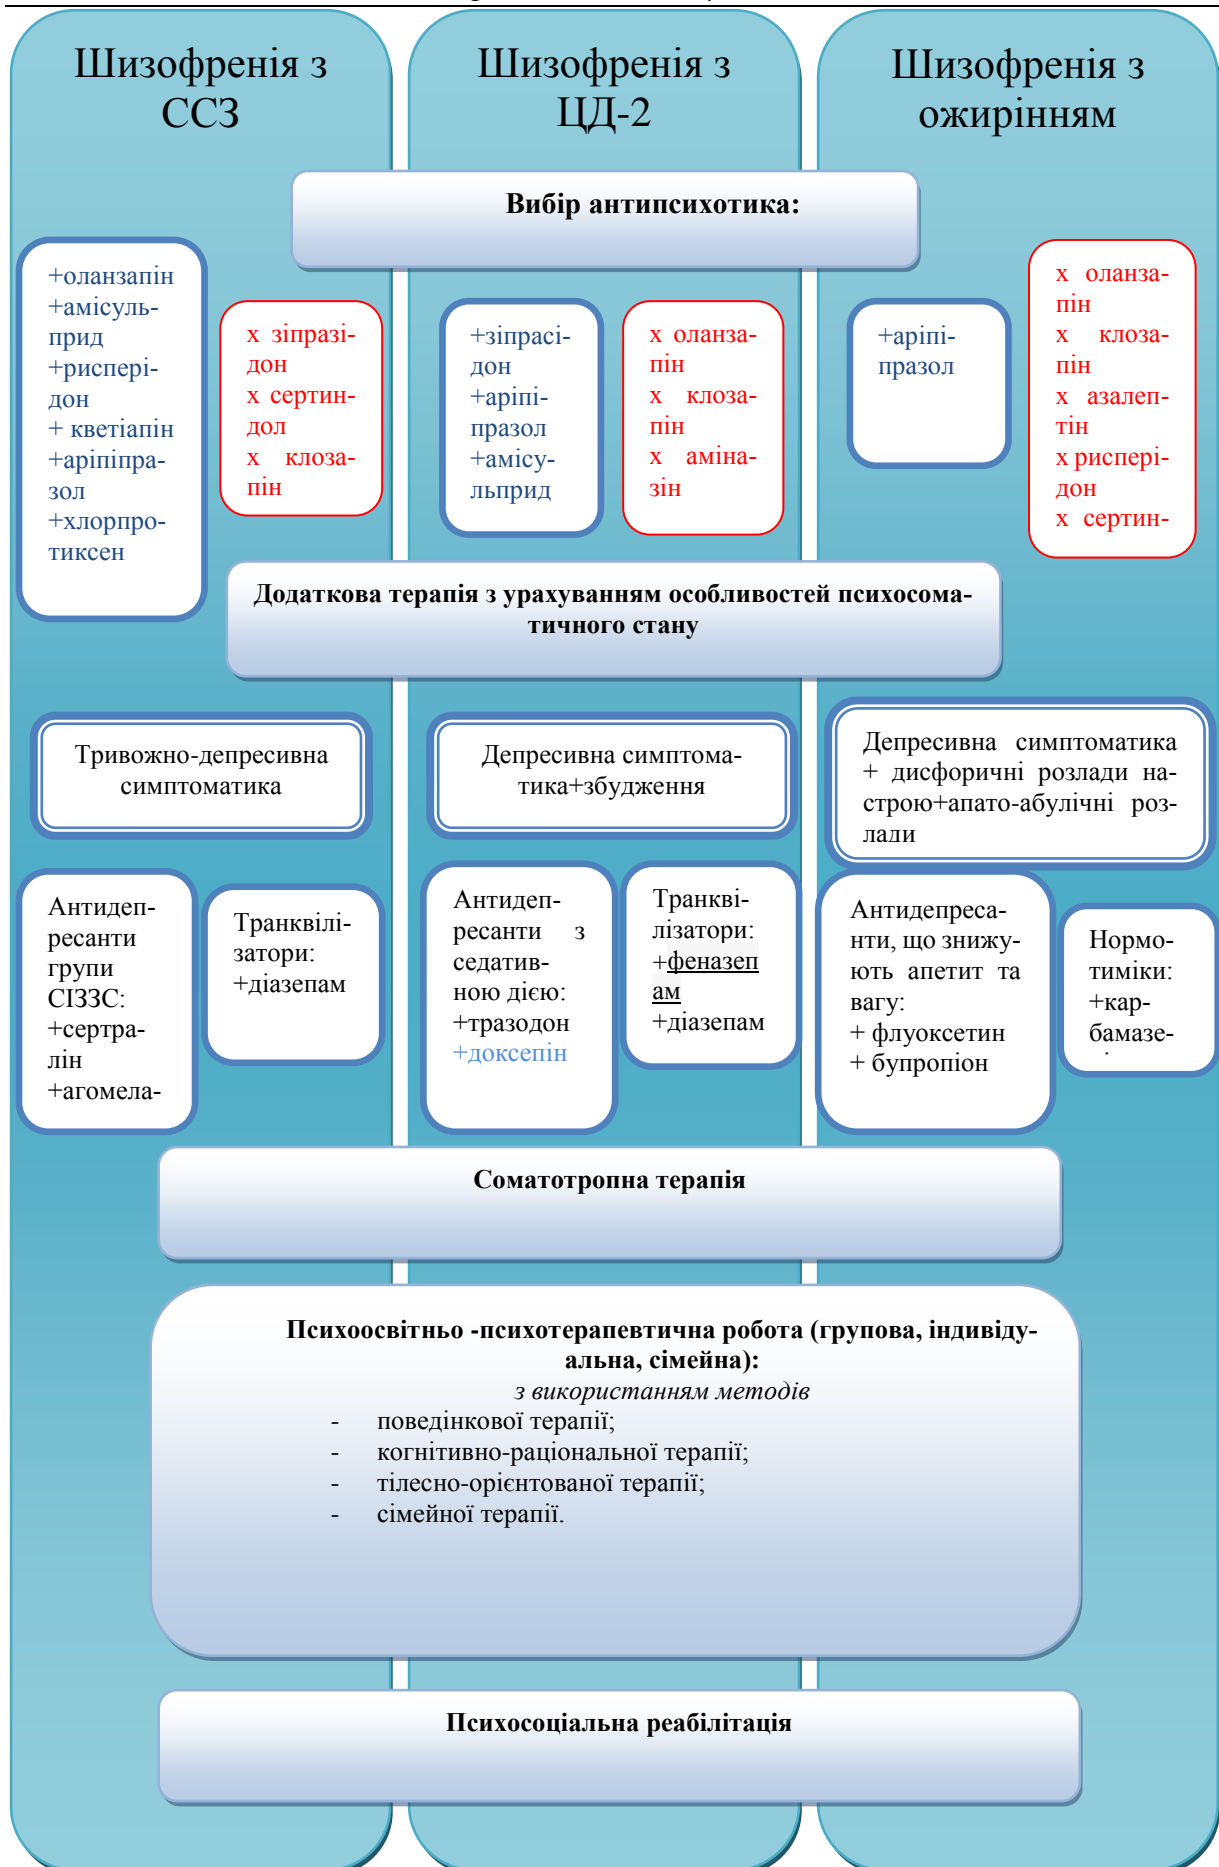 Шизофренія з
ССЗ
Шизофренія з
ЦД-2
Шизофренія з
ожирінням
Вибір антипсихотика:
+оланзапін
+амісуль-
прид
+риспері-
дон
+ кветіапін
+аріпіпра-
зол
+хлорпро-
тиксен
х зіпразі-
дон
х сертин-
дол
х клоза-
пін
+зіпрасі-
дон
+аріпі-
празол
+амісу-
льприд
х оланза-
пін
х клоза-
пін
х аміна-
зін
+аріпі-
празол
х оланза-
пін
х клоза-
пін
х азалеп-
тін
х риспері-
дон
х сертин-
Додаткова терапія з урахуванням особливостей психосома-
тичного стану
Тривожно-депресивна
симптоматика
Депресивна симптома-
тика+збудження
Депресивна симптоматика
+ дисфоричні розлади на-
строю+апато-абулічні роз-
лади
Антидеп-
ресанти
групи
СІЗЗС:
+сертра-
лін
+агомела-
Транквілі-
затори:
+діазепам
Антидеп-
ресанти з
седатив-
ною дією:
+тразодон
+доксепін
Транкві-
лізатори:
+феназеп
ам
+діазепам
Антидепреса-
нти, що знижу-
ють апетит та
вагу:
+ флуоксетин
+ бупропіон
Нормо-
тиміки:
+кар-
бамазе-
Соматотропна терапія
Психоосвітньо -психотерапевтична робота (групова, індивіду-
альна, сімейна):
з використанням методів
- поведінкової терапії;
- когнітивно-раціональної терапії;
- тілесно-орієнтованої терапії;
- сімейної терапії.
Психосоціальна реабілітація